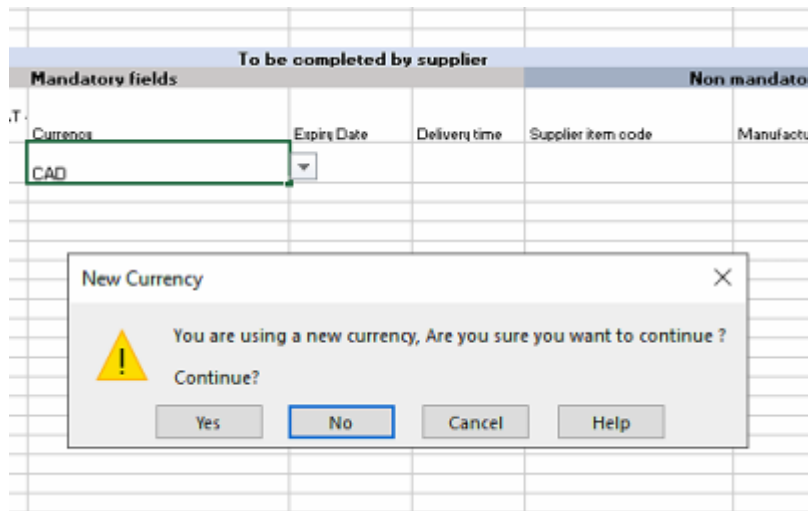 To be completed by supplier
Mandatory fields
Non mandato
Currency
Expiry Date
Delivery time
Supplier item code
Manufactu
CAD
New Currency
You are using a new currency, Are you sure you want to continue ?
Continue?
Yes
No
Cancel
Help